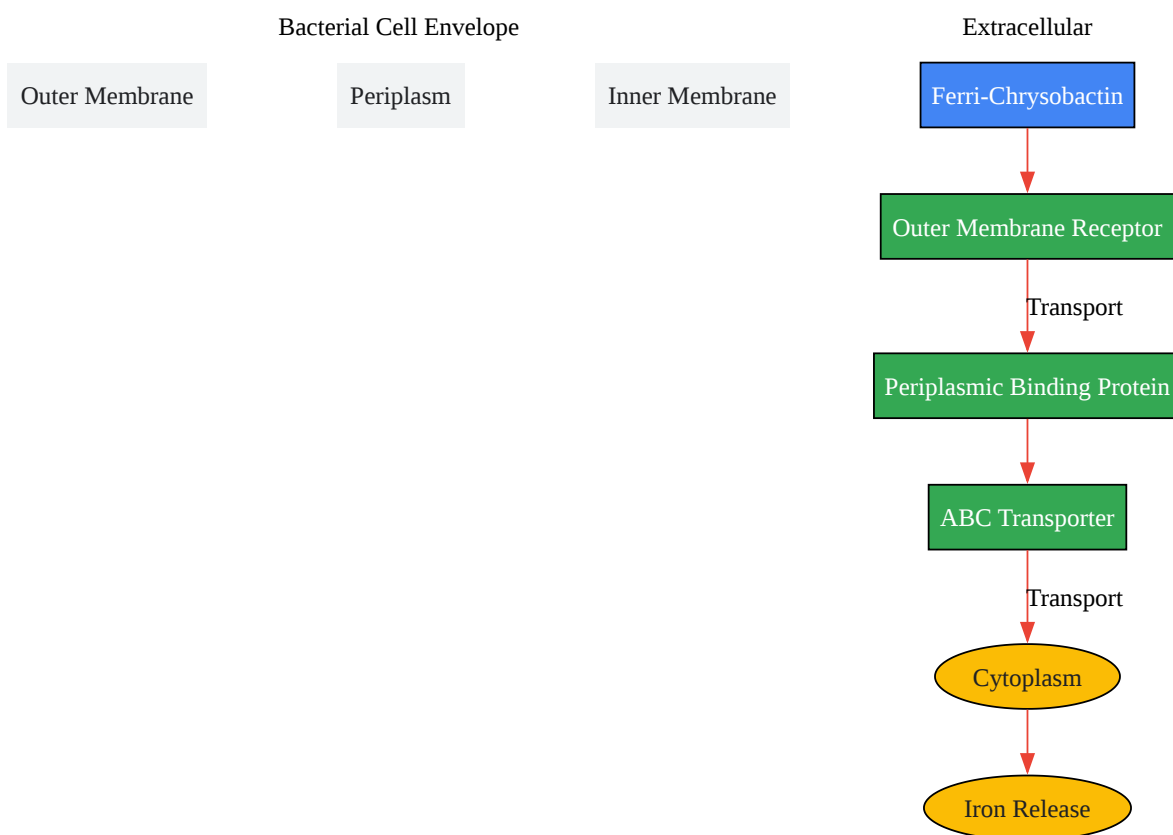 Bacterial Cell Envelope
Extracellular
Outer Membrane
Periplasm
Inner Membrane
Ferri-Chrysobactin
Outer Membrane Receptor
Transport
Periplasmic Binding Protein
ABC Transporter
Transport
Cytoplasm
Iron Release